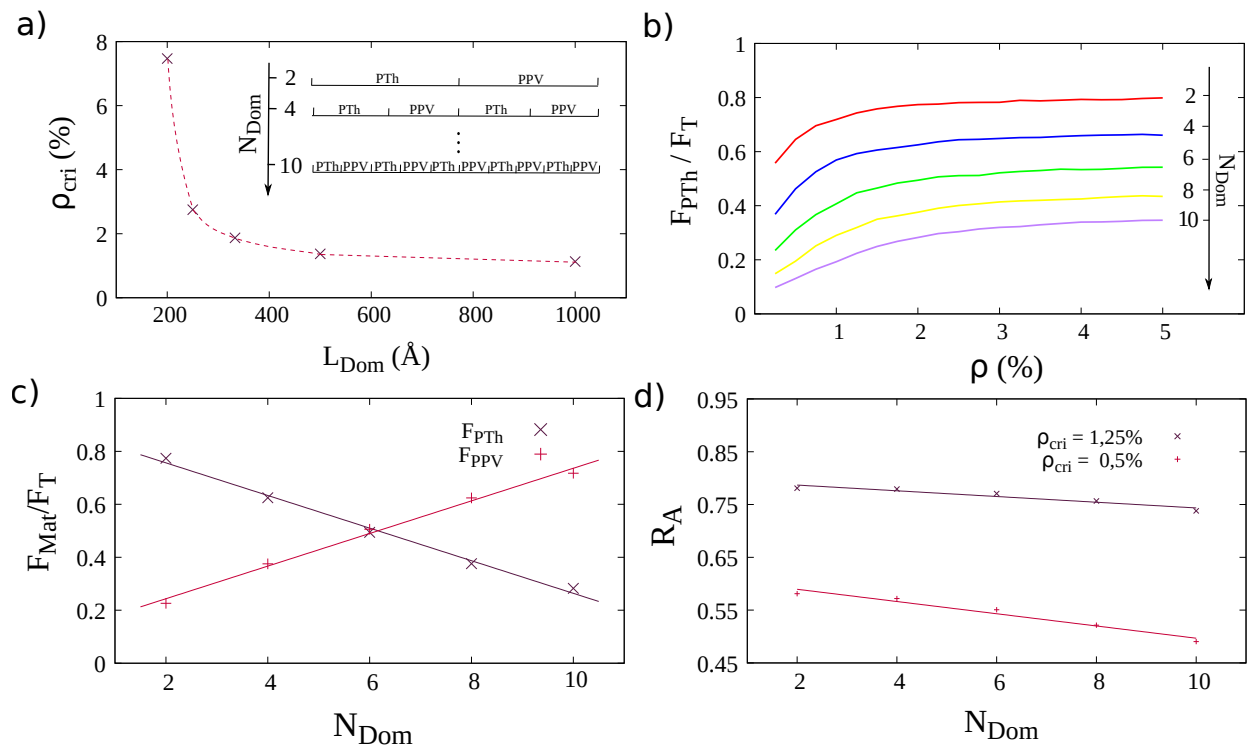 a)
8
6
4
2
0
ρcri (%)
200
400
600
800
1000
LDom (Å)
NDom
2
PTh
PPV
4
PTh
PPV
PTh
PPV
10
PTh PPV PTh PPV PTh PPV PTh PPV PTh PPV
b)
1
0.8
0.6
0.4
0.2
0
FPTh / FT
1
2
3
4
5
ρ (%)
2
4
6
8
10
NDom
c)
1
0.8
0.6
0.4
0.2
0
FMat/FT
FPTh
FPPV
2
4
6
8
10
NDom
d)
0.95
0.85
0.75
0.65
0.55
0.45
RA
ρcri = 1,25%
ρcri = 0,5%
2
4
6
8
10
NDom